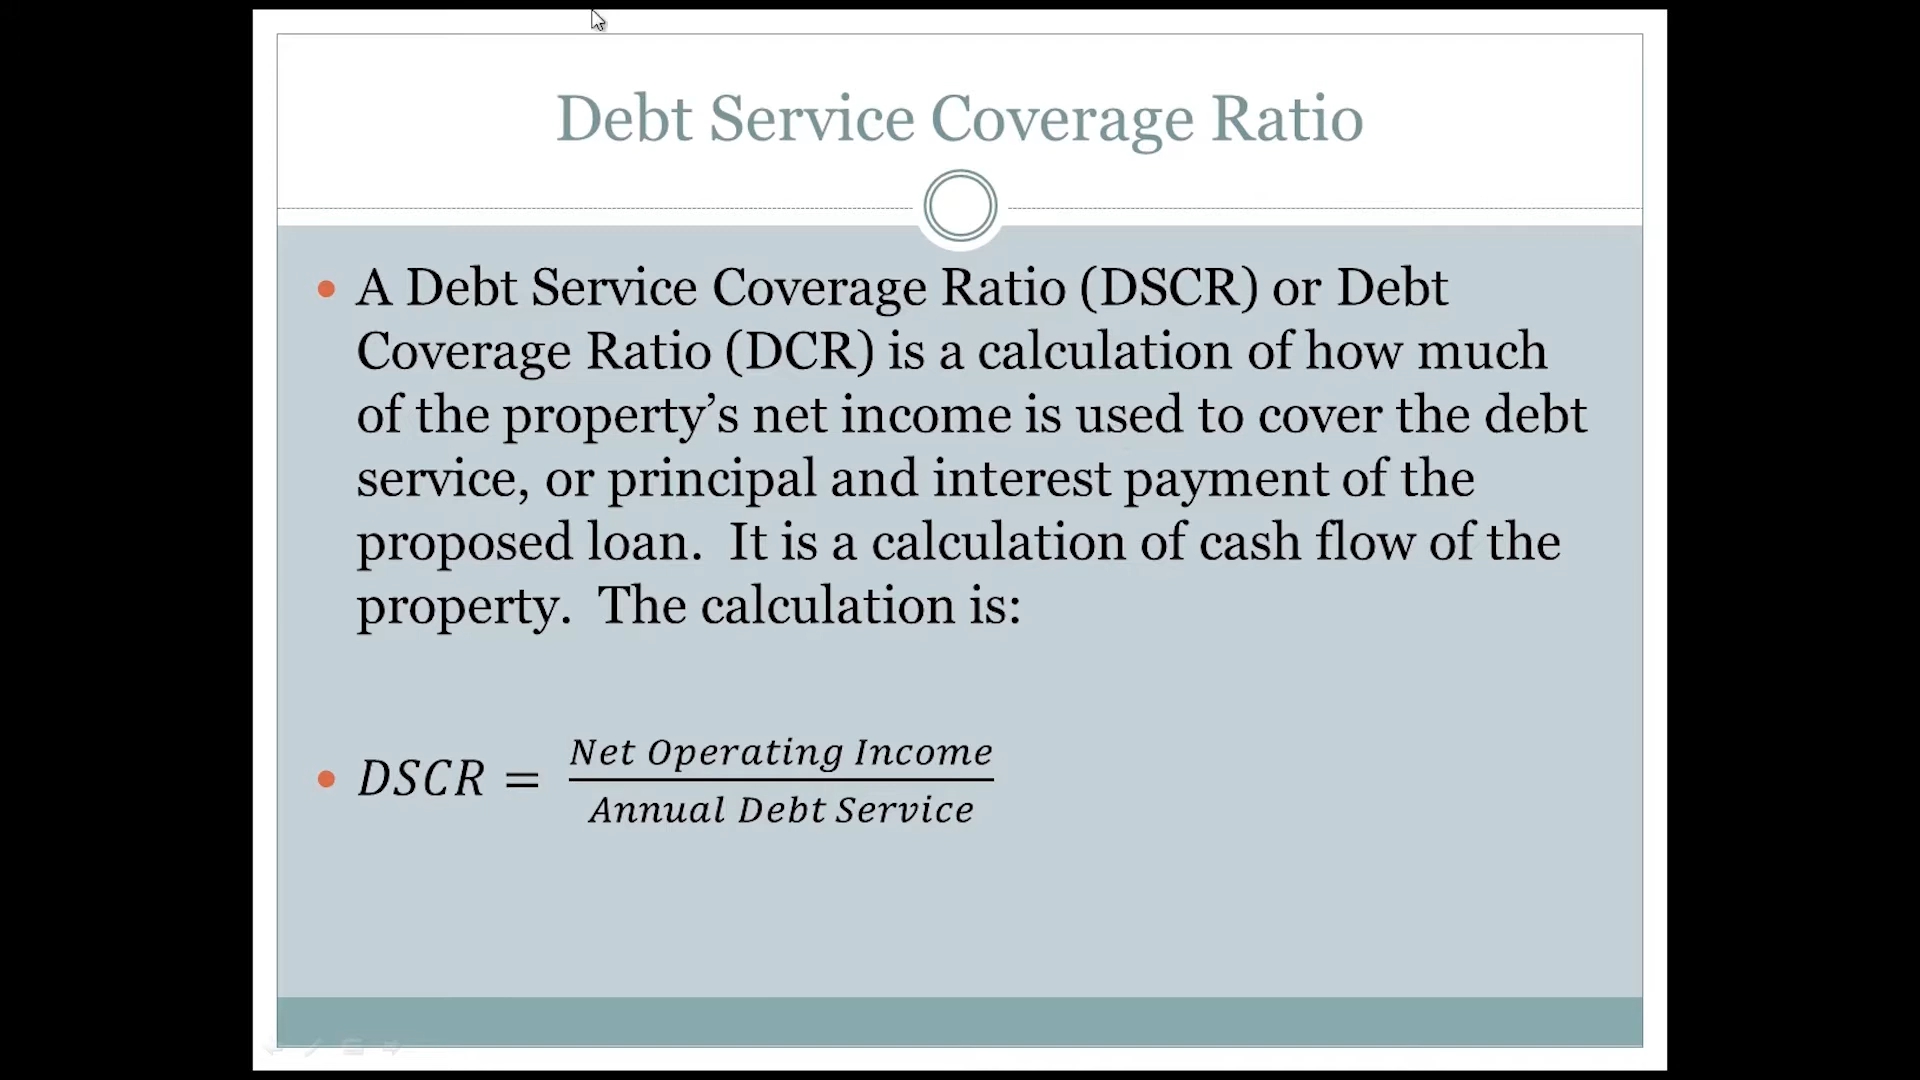 Debt Service Coverage Ratio
• A Debt Service Coverage Ratio (DSCR) or Debt
Coverage Ratio (DCR) is a calculation of how much
of the property’s net income is used to cover the debt
service, or principal and interest payment of the
proposed loan.  It is a calculation of cash flow of the
property.  The calculation is:
• DSCR = Net Operating Income
Annual Debt Service